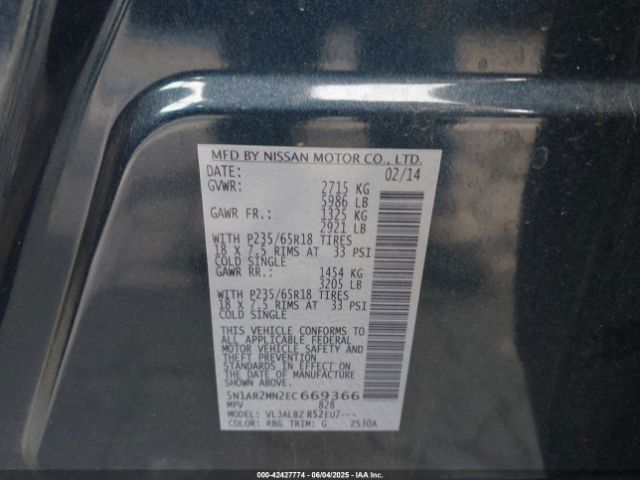 MFD BY NISSAN MOTOR CO., LTD.
DATE: 02/14
GVWR: 2715 KG
5986 LB
GAWR FR.: 1325 KG
2921 LB
WITH P235/65R18 TIRES
18 X 7.5 RIMS AT 33 PSI
COLD SINGLE
GAWR RR.: 1454 KG
3205 LB
WITH P235/65R18 TIRES
18 X 7.5 RIMS AT 33 PSI
COLD SINGLE
THIS VEHICLE CONFORMS TO
ALL APPLICABLE FEDERAL
MOTOR VEHICLE SAFETY AND
THEFT PREVENTION
STANDARDS IN EFFECT ON
THE DATE OF MANUFACTURE
SHOWN ABOVE.
5N1AR2MN2EC669366
MPV 828
MODEL: VLJALBZ R52EU7---
COLOR: RBG TRIM: G ZS30A
000-42427774 - 06/04/2025 - IAAI.COM